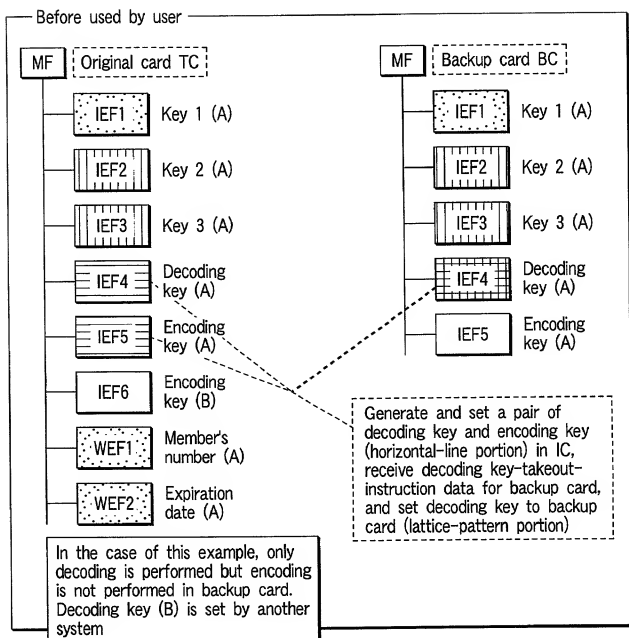 Before used by user
MF
Original card TC
IEF1
Key 1 (A)
IEF2
Key 2 (A)
IEF3
Key 3 (A)
IEF4
Decoding
key (A)
IEF5
Encoding
key (A)
IEF6
Encoding
key (B)
WEF1
Member's
number (A)
WEF2
Expiration
date (A)
In the case of this example, only
decoding is performed but encoding
is not performed in backup card.
Decoding key (B) is set by another
system
MF
Backup card BC
IEF1
Key 1 (A)
IEF2
Key 2 (A)
IEF3
Key 3 (A)
IEF4
Decoding
key (A)
IEF5
Encoding
key (A)
Generate and set a pair of
decoding key and encoding key
(horizontal-line portion) in IC,
receive decoding key-takeout-
instruction data for backup card,
and set decoding key to backup
card (lattice-pattern portion)